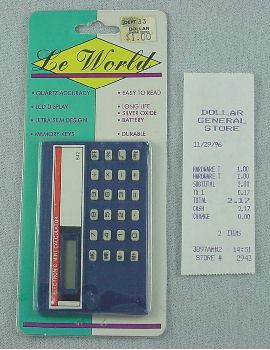 DEPT 33
DOLLAR
$1.00
Le World
• QUARTZ ACCURACY
• LCD DISPLAY
• ULTRA SLIM DESIGN
• MEMORY KEYS
• EASY TO READ
• LONG LIFE
SILVER OXIDE
BATTERY
• DURABLE
DOLLAR
GENERAL
STORE
11/29/96
HARDWARE T 1.00
HARDWARE T 1.00
SUBTOTAL 2.00
TX 1 0.17
TOTAL 2.17
CASH 2.17
CHANGE 0.00
2 ITEMS
14:51
STORE # 2943